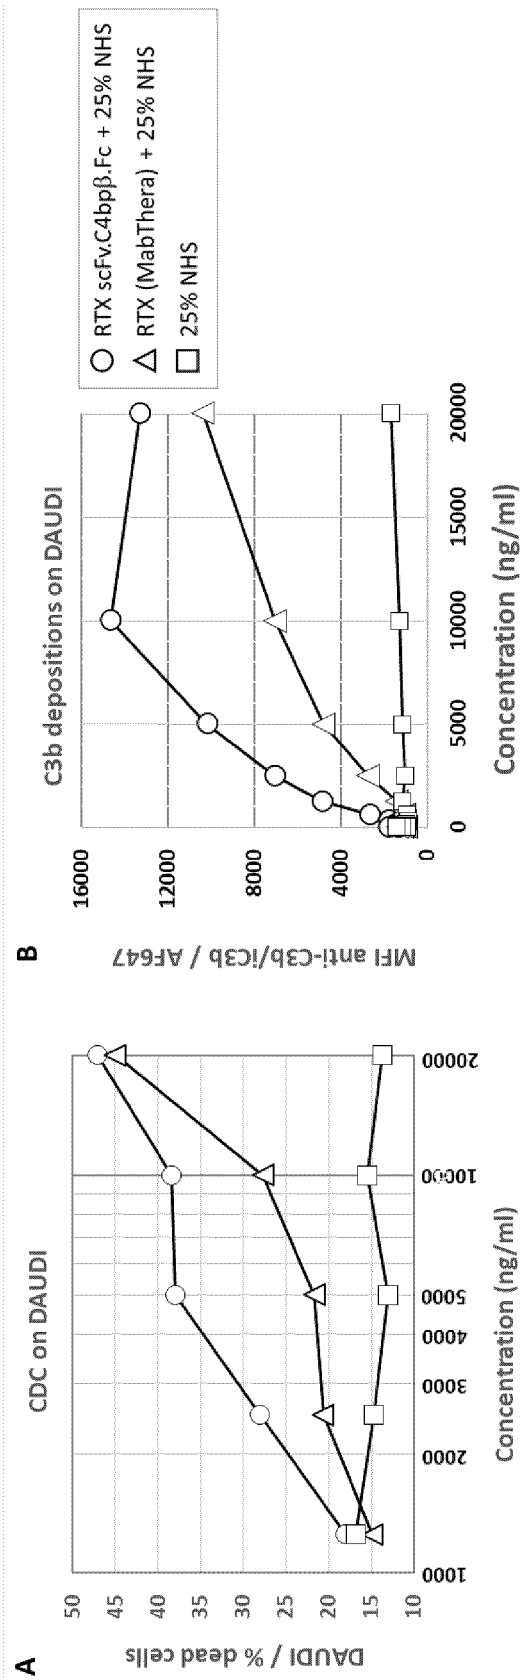 A
CDC on DAUDI
DAUDI / % dead cells
50
45
40
35
30
25
20
15
10
1000
2000
3000
4000
5000
10000
20000
Concentration (ng/ml)
B
C3b depositions on DAUDI
MFI anti-C3b/iC3b / AF647
16000
12000
8000
4000
0
0
5000
10000
15000
20000
Concentration (ng/ml)
RTX scFv.C4bpβ.Fc + 25% NHS
RTX (MabThera) + 25% NHS
25% NHS